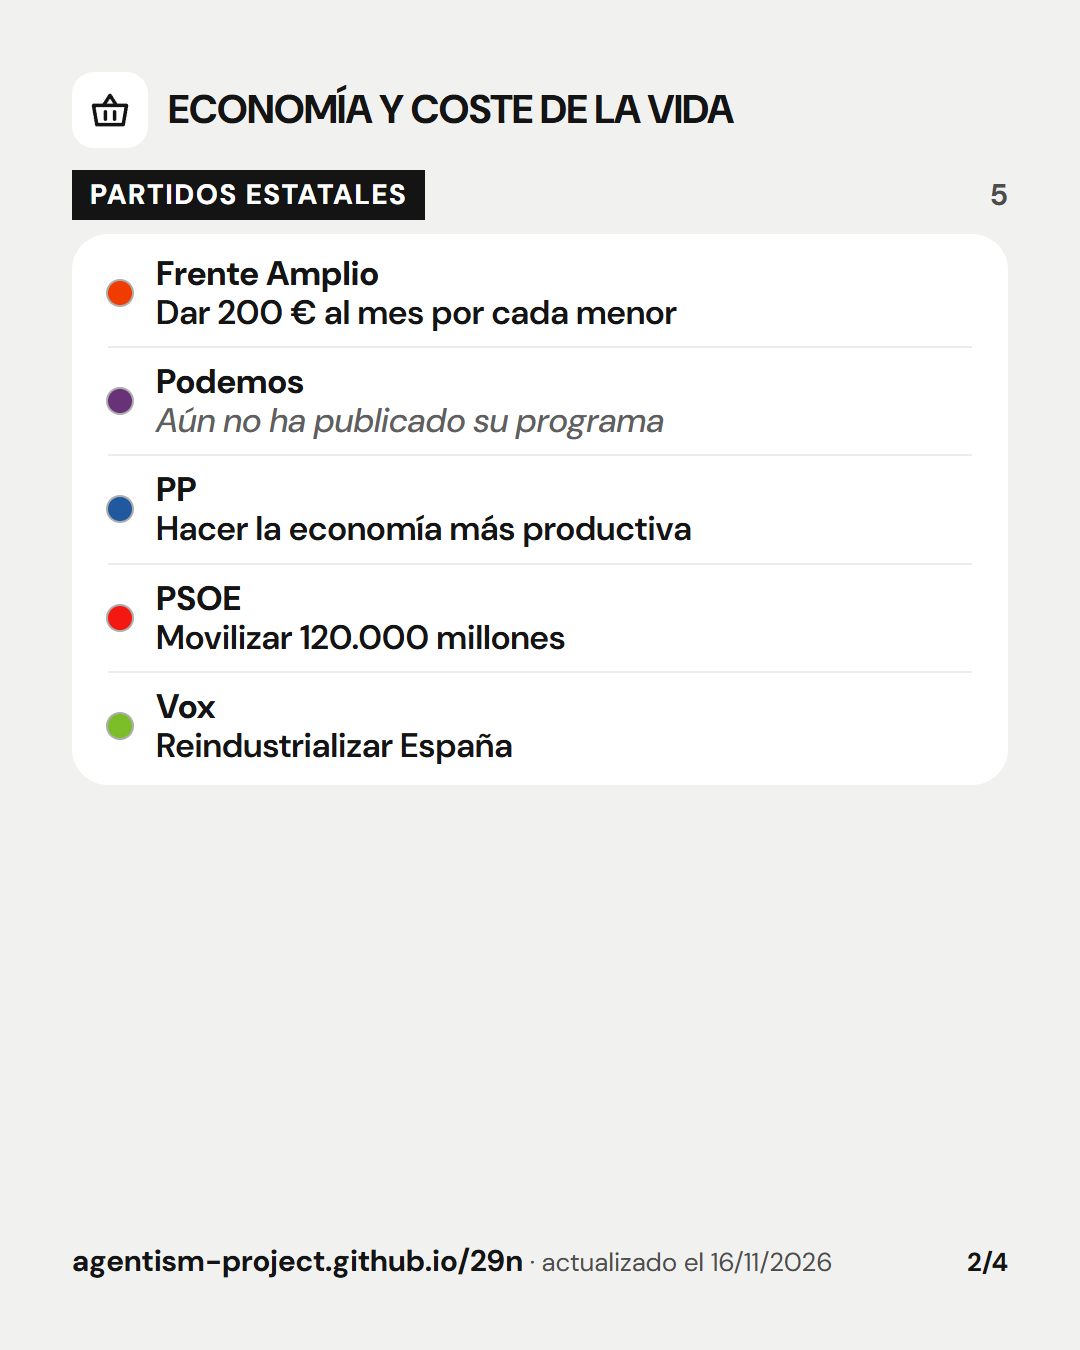 ECONOMÍA Y COSTE DE LA VIDA
PARTIDOS ESTATALES
5
Frente Amplio
Dar 200 € al mes por cada menor
Podemos
Aún no ha publicado su programa
PP
Hacer la economía más productiva
PSOE
Movilizar 120.000 millones
Vox
Reindustrializar España
agentism-project.github.io/29n · actualizado el 16/11/2026
2/4